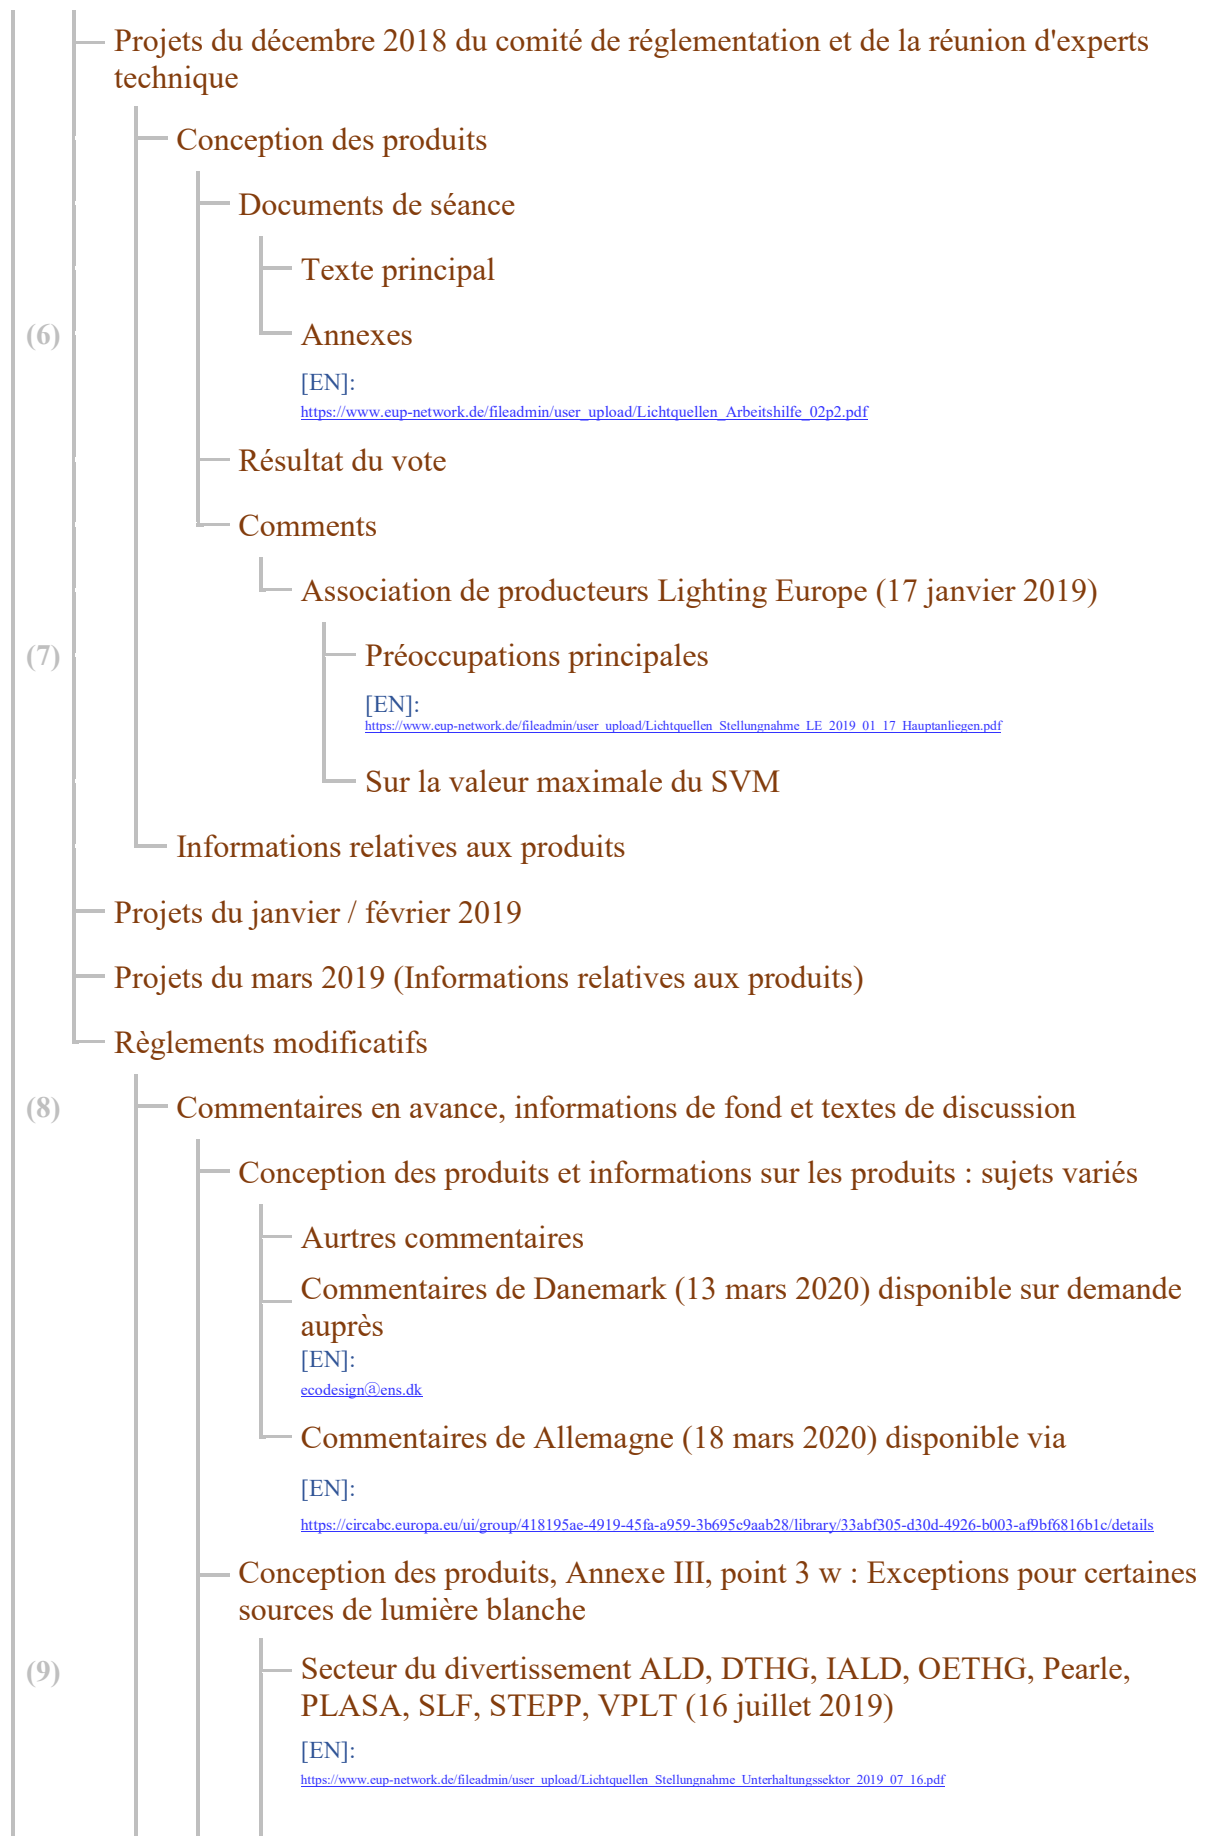 Projets du décembre 2018 du comité de réglementation et de la réunion d'experts
technique
Conception des produits
Documents de séance
Texte principal
(6)
Annexes
[EN]:
https://www.eup-network.de/fileadmin/user_upload/Lichtquellen_Arbeitshilfe_02p2.pdf
Résultat du vote
Comments
Association de producteurs Lighting Europe (17 janvier 2019)
(7)
Préoccupations principales
[EN]:
https://www.eup-network.de/fileadmin/user_upload/Lichtquellen_Stellungnahme_LE_2019_01_17_Hauptanliegen.pdf
Sur la valeur maximale du SVM
Informations relatives aux produits
Projets du janvier / février 2019
Projets du mars 2019 (Informations relatives aux produits)
Règlements modificatifs
(8)
Commentaires en avance, informations de fond et textes de discussion
Conception des produits et informations sur les produits : sujets variés
Aurtres commentaires
Commentaires de Danemark (13 mars 2020) disponible sur demande
auprès
[EN]:
ecodesign@ens.dk
Commentaires de Allemagne (18 mars 2020) disponible via
[EN]:
https://circabc.europa.eu/ui/group/418195ae-4919-45fa-a959-3b695c9aab28/library/33abf305-d30d-4926-b003-af9bf6816b1c/details
Conception des produits, Annexe III, point 3 w : Exceptions pour certaines
sources de lumière blanche
(9)
Secteur du divertissement ALD, DTHG, IALD, OETHG, Pearle,
PLASA, SLF, STEPP, VPLT (16 juillet 2019)
[EN]:
https://www.eup-network.de/fileadmin/user_upload/Lichtquellen_Stellungnahme_Unterhaltungssektor_2019_07_16.pdf